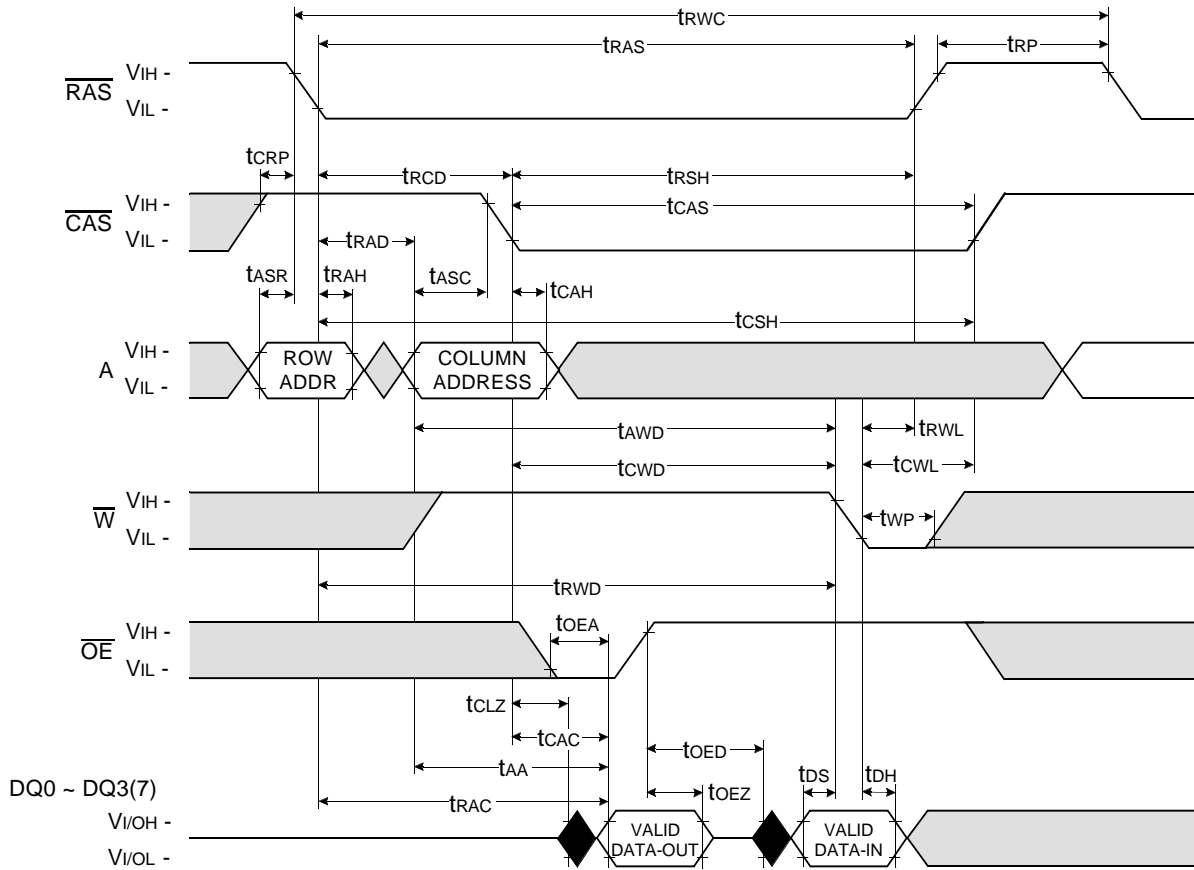 tRWC
tRAS
tRP
RAS
VIH -
VIL -
tCRP
tRCD
tRSH
CAS
VIH -
VIL -
tCAS
tRAD
tASR
tRAH
tASC
tCAH
tCSH
A
VIH -
VIL -
ROW
ADDR
COLUMN
ADDRESS
tAWD
tRWL
tCWD
tCWL
W
VIH -
VIL -
tWP
tRWD
OE
VIH -
VIL -
tOEA
tCLZ
tCAC
tOED
tAA
tOEZ
tDS
tDH
DQ0 ~ DQ3(7)
tRAC
VI/OH -
VI/OL -
VALID
DATA-OUT
VALID
DATA-IN